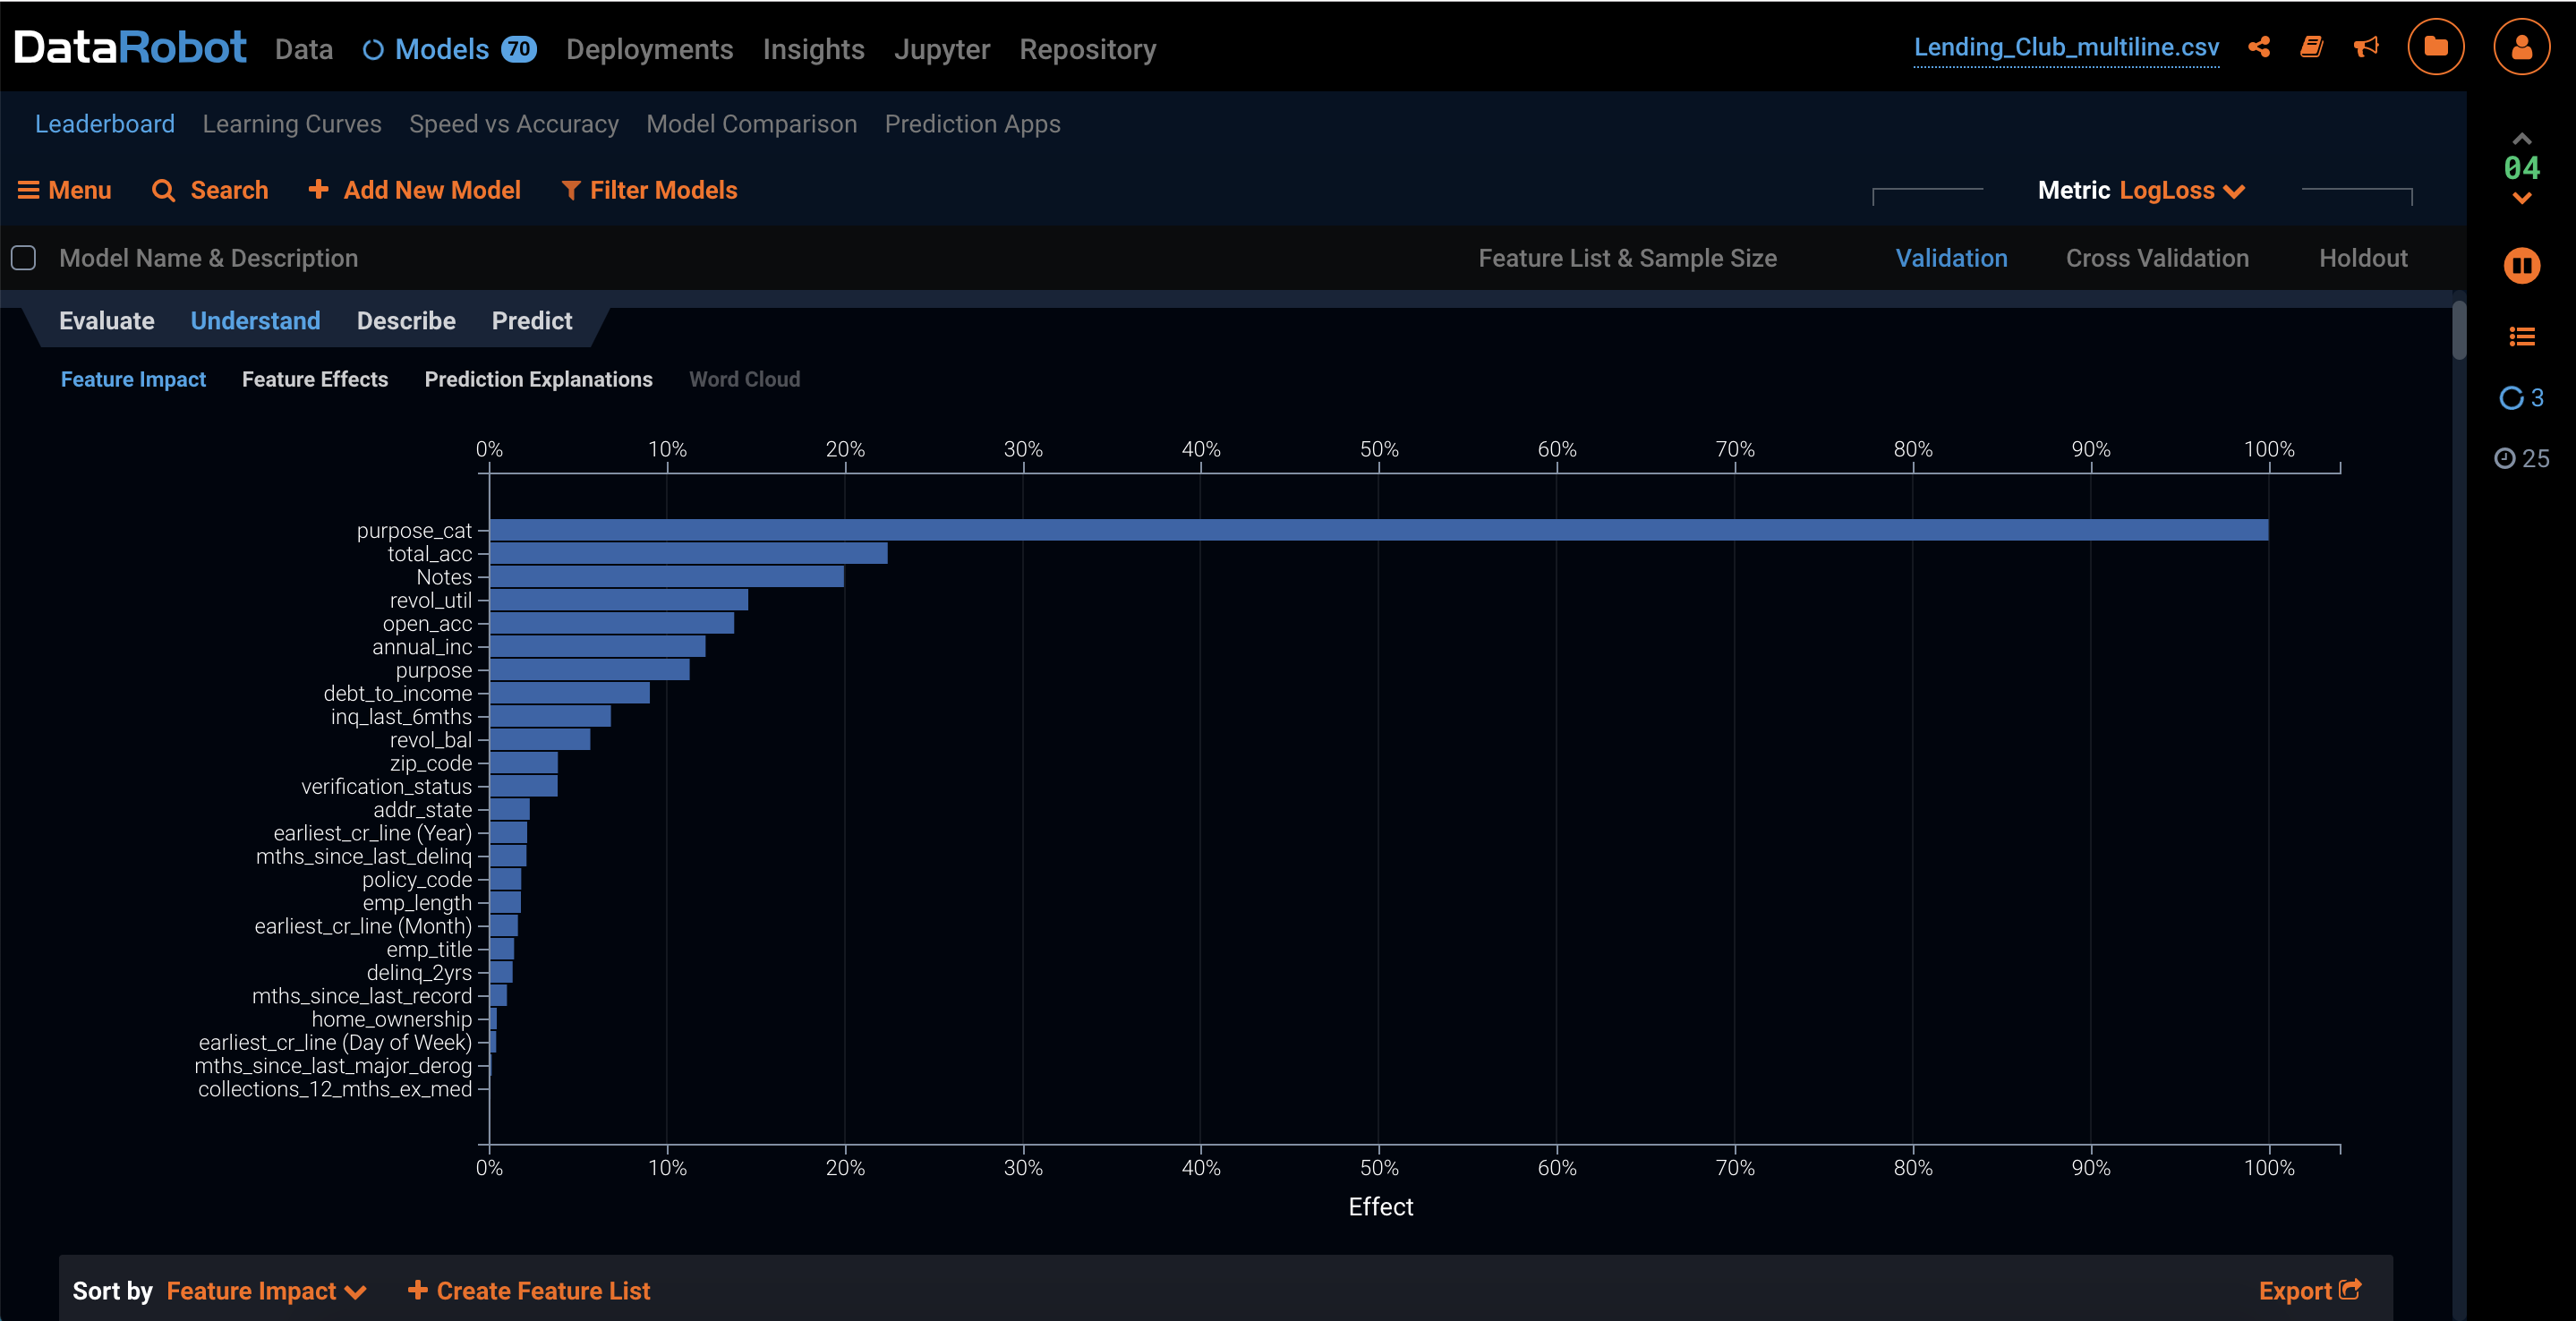 DataRobot Data Models 70 Deployments Insights Jupyter Repository Lending_Club_multiline.csv
Leaderboard Learning Curves Speed vs Accuracy Model Comparison Prediction Apps
04
Menu Search + Add New Model Filter Models Metric LogLoss
Model Name & Description Feature List & Sample Size Validation Cross Validation Holdout
Evaluate Understand Describe Predict
Feature Impact Feature Effects Prediction Explanations Word Cloud
3
25
0% 10% 20% 30% 40% 50% 60% 70% 80% 90% 100%
purpose_cat
total_acc
Notes
revol_util
open_acc
annual_inc
purpose
debt_to_income
inq_last_6mths
revol_bal
zip_code
verification_status
addr_state
earliest_cr_line (Year)
mths_since_last_delinq
policy_code
emp_length
earliest_cr_line (Month)
emp_title
delinq_2yrs
mths_since_last_record
home_ownership
earliest_cr_line (Day of Week)
mths_since_last_major_derog
collections_12_mths_ex_med
0% 10% 20% 30% 40% 50% 60% 70% 80% 90% 100%
Effect
Sort by Feature Impact + Create Feature List Export